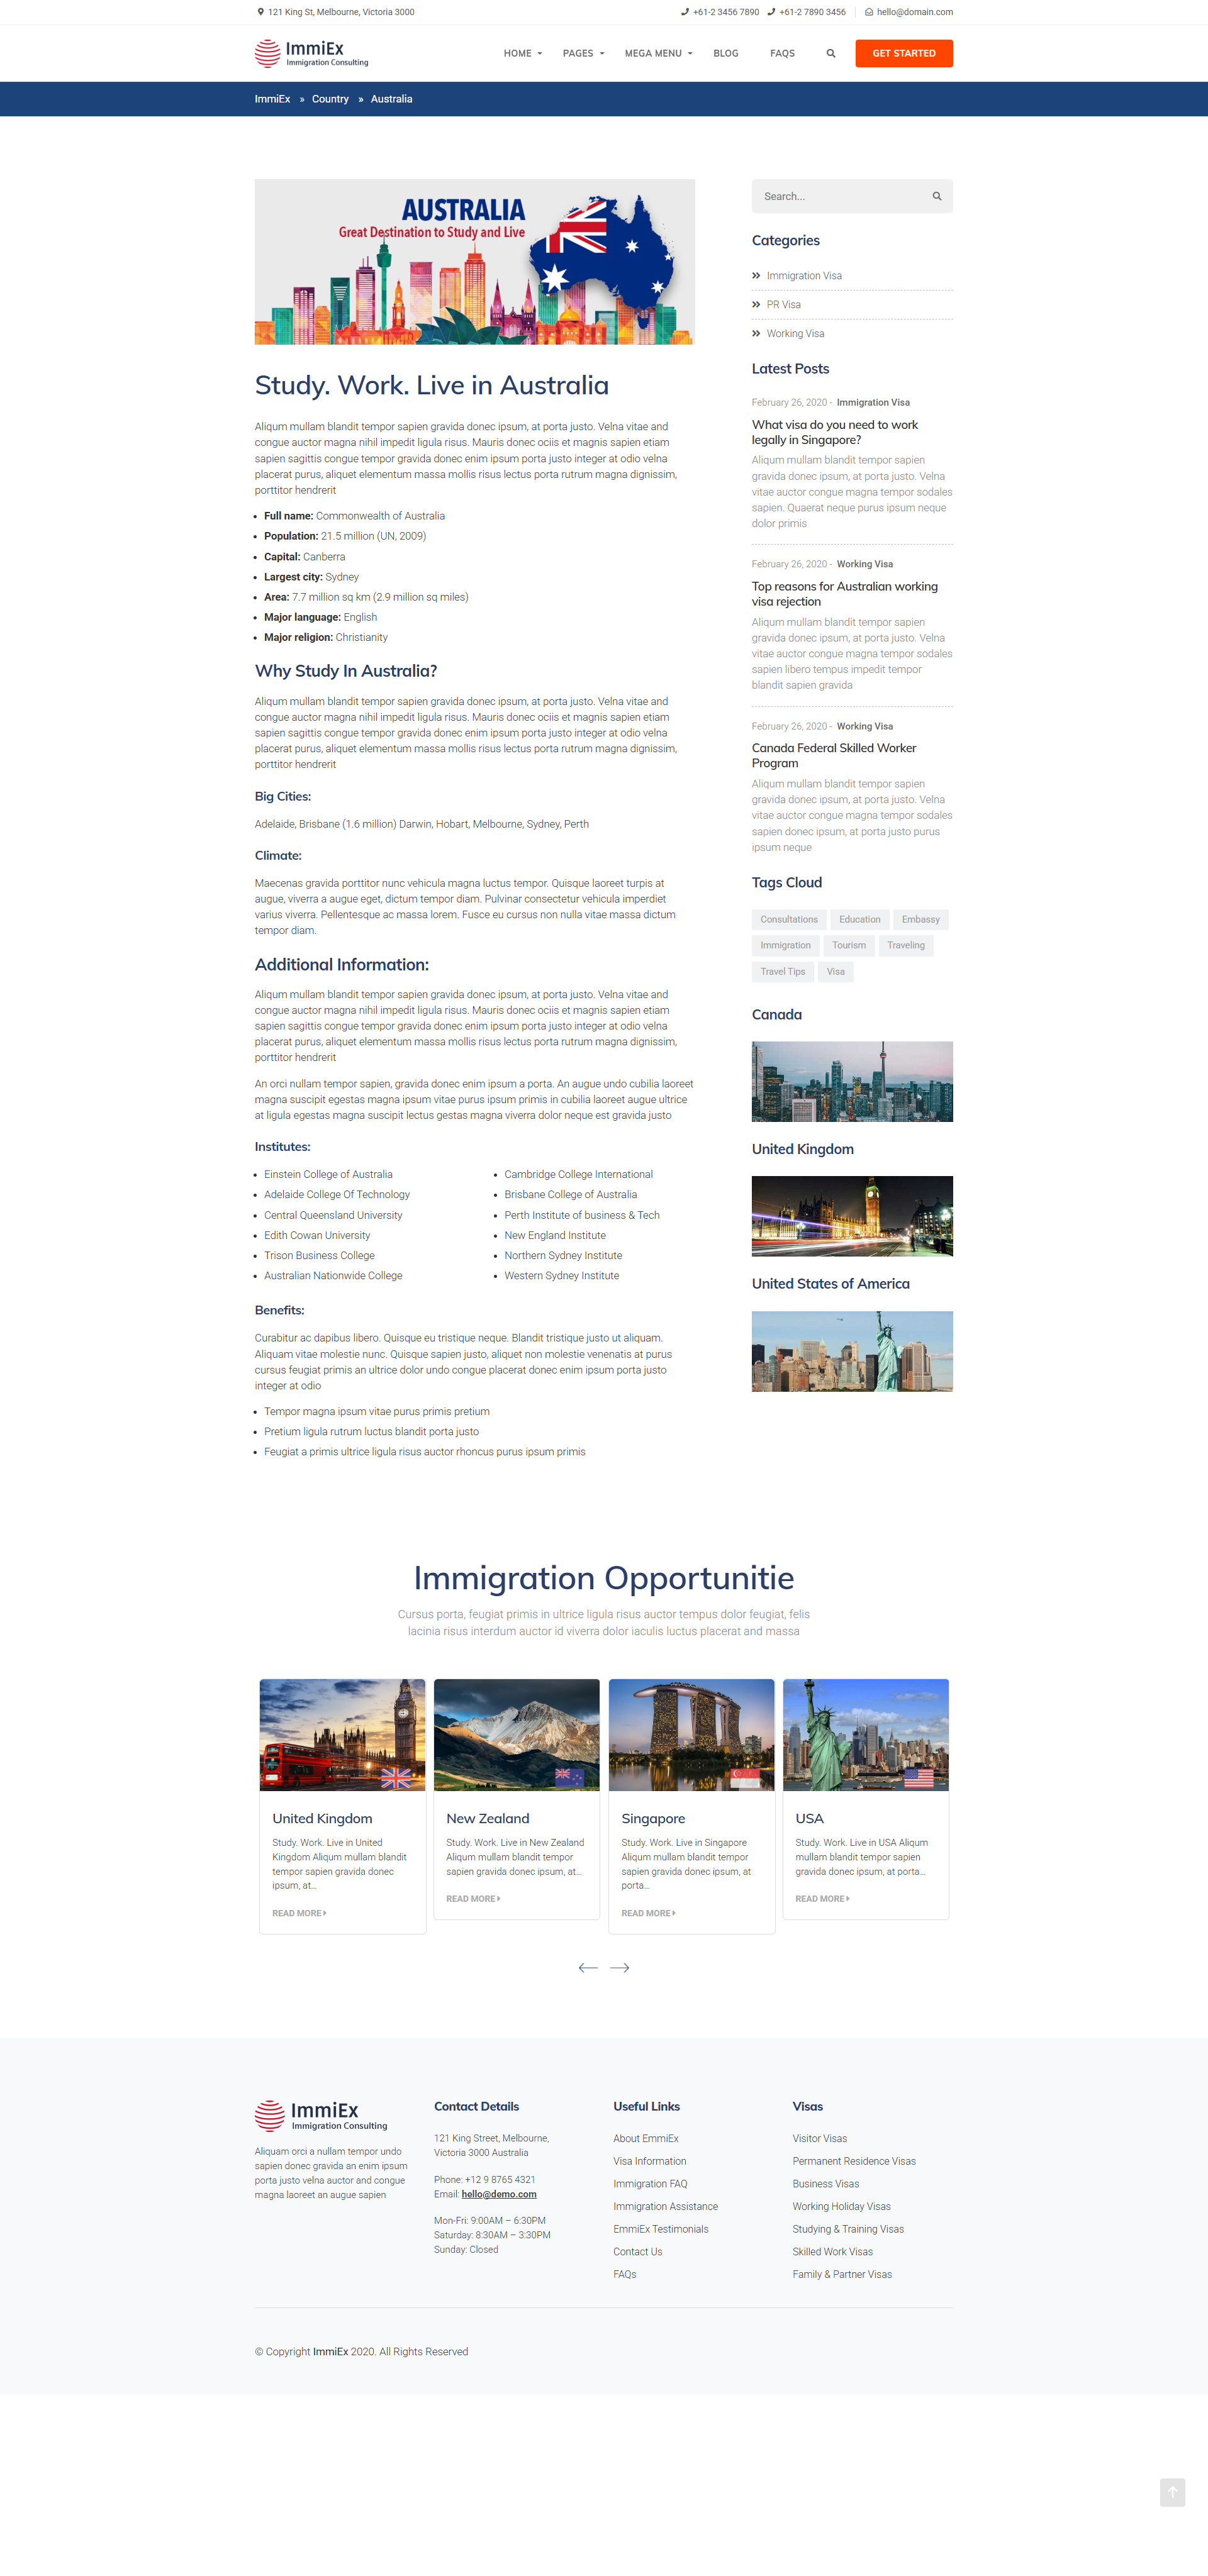 121 King St, Melbourne, Victoria 3000
+61-2 3456 7890
+61-2 7890 3456
hello@domain.com
ImmiEx
Immigration Consulting
HOME
PAGES
MEGA MENU
BLOG
FAQS
GET STARTED
ImmiEx » Country » Australia
AUSTRALIA
Great Destination to Study and Live
Study. Work. Live in Australia
Aliqum mullam blandit tempor sapien gravida donec ipsum, at porta justo. Velna vitae and
congue auctor magna nihil impedit ligula risus. Mauris donec ociis et magnis sapien etiam
sapien sagittis congue tempor gravida donec enim ipsum porta justo integer at odio velna
placerat purus, aliquet elementum massa mollis risus lectus porta rutrum magna dignissim,
porttitor hendrerit
Full name: Commonwealth of Australia
Population: 21.5 million (UN, 2009)
Capital: Canberra
Largest city: Sydney
Area: 7.7 million sq km (2.9 million sq miles)
Major language: English
Major religion: Christianity
Why Study In Australia?
Aliqum mullam blandit tempor sapien gravida donec ipsum, at porta justo. Velna vitae and
congue auctor magna nihil impedit ligula risus. Mauris donec ociis et magnis sapien etiam
sapien sagittis congue tempor gravida donec enim ipsum porta justo integer at odio velna
placerat purus, aliquet elementum massa mollis risus lectus porta rutrum magna dignissim,
porttitor hendrerit
Big Cities:
Adelaide, Brisbane (1.6 million) Darwin, Hobart, Melbourne, Sydney, Perth
Climate:
Maecenas gravida porttitor nunc vehicula magna luctus tempor. Quisque laoreet turpis at
augue, viverra a augue eget, dictum tempor diam. Pulvinar consectetur vehicula imperdiet
varius viverra. Pellentesque ac massa lorem. Fusce eu cursus non nulla vitae massa dictum
tempor diam.
Additional Information:
Aliqum mullam blandit tempor sapien gravida donec ipsum, at porta justo. Velna vitae and
congue auctor magna nihil impedit ligula risus. Mauris donec ociis et magnis sapien etiam
sapien sagittis congue tempor gravida donec enim ipsum porta justo integer at odio velna
placerat purus, aliquet elementum massa mollis risus lectus porta rutrum magna dignissim,
porttitor hendrerit
An orci nullam tempor sapien, gravida donec enim ipsum a porta. An augue undo cubilia laoreet
magna suscipit egestas magna ipsum vitae purus ipsum primis in cubilia laoreet augue ultrice
at ligula egestas magna suscipit lectus gestas magna viverra dolor neque est gravida justo
Institutes:
Einstein College of Australia
Adelaide College Of Technology
Central Queensland University
Edith Cowan University
Trison Business College
Australian Nationwide College
Cambridge College International
Brisbane College of Australia
Perth Institute of business & Tech
New England Institute
Northern Sydney Institute
Western Sydney Institute
Benefits:
Curabitur ac dapibus libero. Quisque eu tristique neque. Blandit tristique justo ut aliquam.
Aliquam vitae molestie nunc. Quisque sapien justo, aliquet non molestie venenatis at purus
cursus feugiat primis an ultrice dolor undo congue placerat donec enim ipsum porta justo
integer at odio
Tempor magna ipsum vitae purus primis pretium
Pretium ligula rutrum luctus blandit porta justo
Feugiat a primis ultrice ligula risus auctor rhoncus purus ipsum primis
Search...
Categories
Immigration Visa
PR Visa
Working Visa
Latest Posts
February 26, 2020 - Immigration Visa
What visa do you need to work
legally in Singapore?
Aliqum mullam blandit tempor sapien
gravida donec ipsum, at porta justo. Velna
vitae auctor congue magna tempor sodales
sapien. Quaerat neque purus ipsum neque
dolor primis
February 26, 2020 - Working Visa
Top reasons for Australian working
visa rejection
Aliqum mullam blandit tempor sapien
gravida donec ipsum, at porta justo. Velna
vitae auctor congue magna tempor sodales
sapien libero tempus impedit tempor
blandit sapien gravida
February 26, 2020 - Working Visa
Canada Federal Skilled Worker
Program
Aliqum mullam blandit tempor sapien
gravida donec ipsum, at porta justo. Velna
vitae auctor congue magna tempor sodales
sapien donec ipsum, at porta justo purus
ipsum neque
Tags Cloud
Consultations
Education
Embassy
Immigration
Tourism
Traveling
Travel Tips
Visa
Canada
United Kingdom
United States of America
Immigration Opportunitie
Cursus porta, feugiat primis in ultrice ligula risus auctor tempus dolor feugiat, felis
lacinia risus interdum auctor id viverra dolor iaculis luctus placerat and massa
United Kingdom
Study. Work. Live in United
Kingdom Aliqum mullam blandit
tempor sapien gravida donec
ipsum, at...
READ MORE
New Zealand
Study. Work. Live in New Zealand
Aliqum mullam blandit tempor
sapien gravida donec ipsum, at...
READ MORE
Singapore
Study. Work. Live in Singapore
Aliqum mullam blandit tempor
sapien gravida donec ipsum, at
porta...
READ MORE
USA
Study. Work. Live in USA Aliqum
mullam blandit tempor sapien
gravida donec ipsum, at porta...
READ MORE
ImmiEx
Immigration Consulting
Aliquam orci a nullam tempor undo
sapien donec gravida an enim ipsum
porta justo velna auctor and congue
magna laoreet an augue sapien
Contact Details
121 King Street, Melbourne,
Victoria 3000 Australia
Phone: +12 9 8765 4321
Email: hello@demo.com
Mon-Fri: 9:00AM – 6:30PM
Saturday: 8:30AM – 3:30PM
Sunday: Closed
Useful Links
About EmmiEx
Visa Information
Immigration FAQ
Immigration Assistance
EmmiEx Testimonials
Contact Us
FAQs
Visas
Visitor Visas
Permanent Residence Visas
Business Visas
Working Holiday Visas
Studying & Training Visas
Skilled Work Visas
Family & Partner Visas
© Copyright ImmiEx 2020. All Rights Reserved